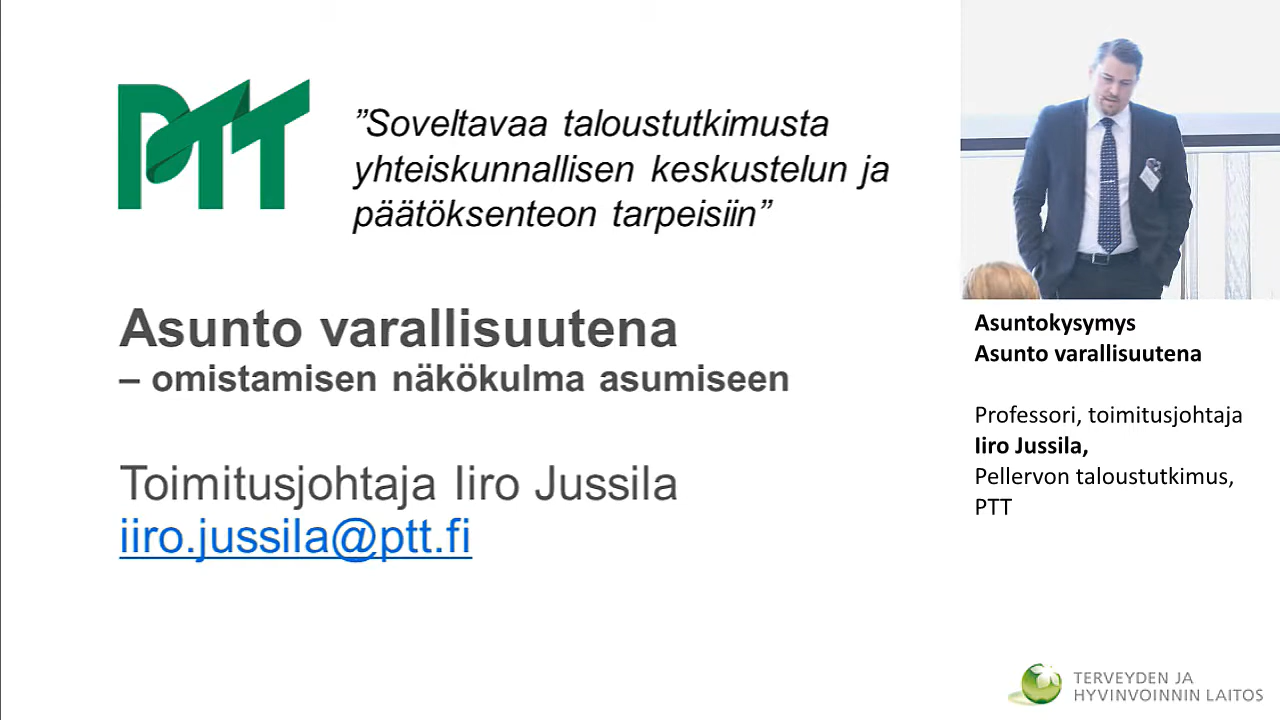 PTT
”Soveltavaa taloustutkimusta
yhteiskunnallisen keskustelun ja
päätöksenteon tarpeisiin”
Asunto varallisuutena
– omistamisen näkökulma asumiseen
Toimitusjohtaja Iiro Jussila
iiro.jussila@ptt.fi
Asuntokysymys
Asunto varallisuutena
Professori, toimitusjohtaja
Iiro Jussila,
Pellervon taloustutkimus,
PTT
TERVEYDEN JA
HYVINVOINNIN LAITOS